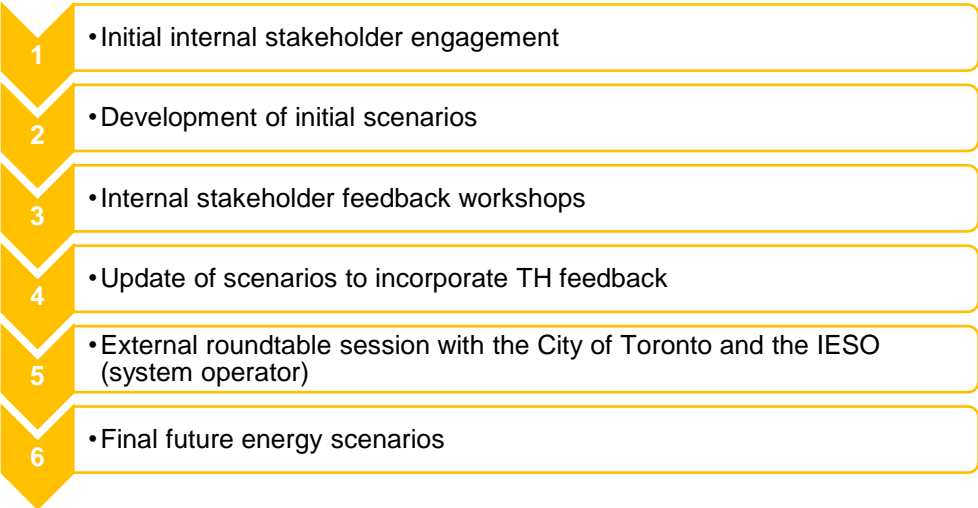 1
•Initial internal stakeholder engagement
2
•Development of initial scenarios
3
•Internal stakeholder feedback workshops
4
•Update of scenarios to incorporate TH feedback
5
•External roundtable session with the City of Toronto and the IESO
(system operator)
6
•Final future energy scenarios